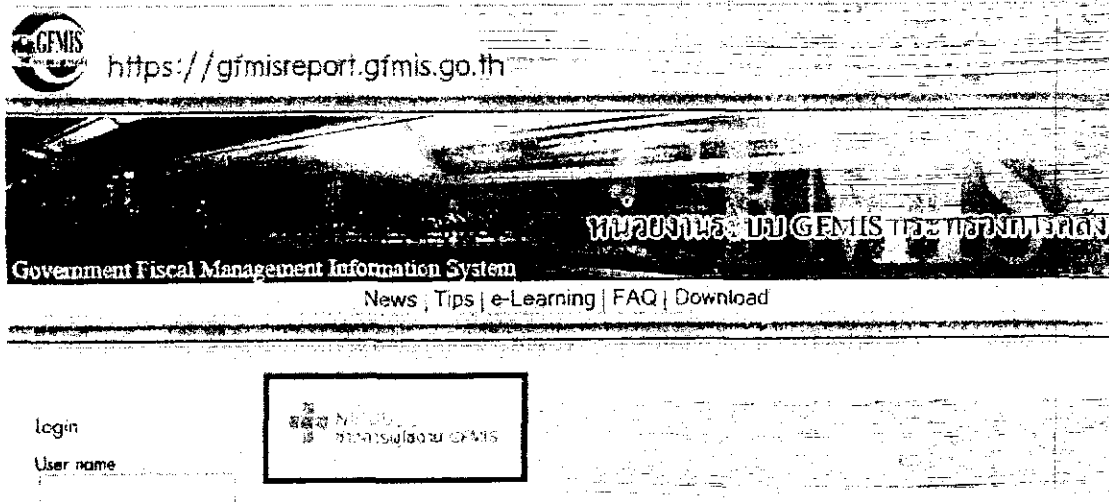 GFMIS
https://gfmisreport.gfmis.go.th
หน่วยงานระบบ GFMIS กระทรวงการคลัง
Government Fiscal Management Information System
News | Tips | e-Learning | FAQ | Download
login
User name
GFMIS